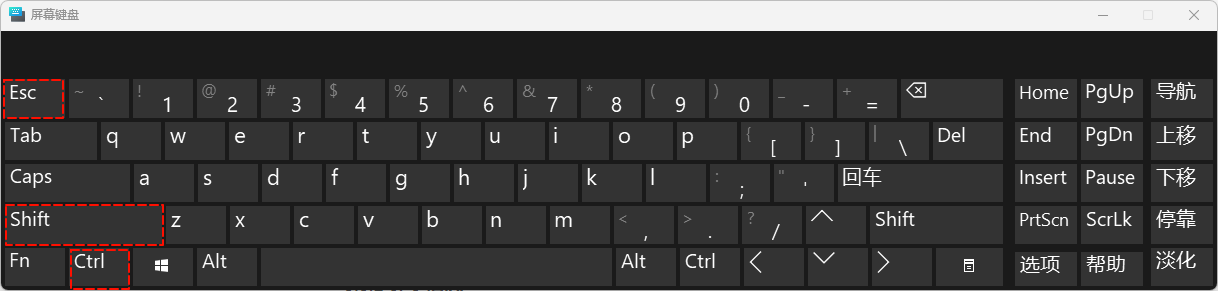 屏幕键盘
Esc ~ ` ! 1 @ 2 # 3 $ 4 % 5 ^ 6 & 7 * 8 ( 9 ) 0 _ - + = Home PgUp 导航
Tab q w e r t y u i o p { [ } ] | \ Del End PgDn 上移
Caps a s d f g h j k l : ; " ' 回车 Insert Pause 下移
Shift z x c v b n m < , > . ? / Shift PrtScn ScrLk 停靠
Fn Ctrl Alt Alt Ctrl 选项 帮助 淡化